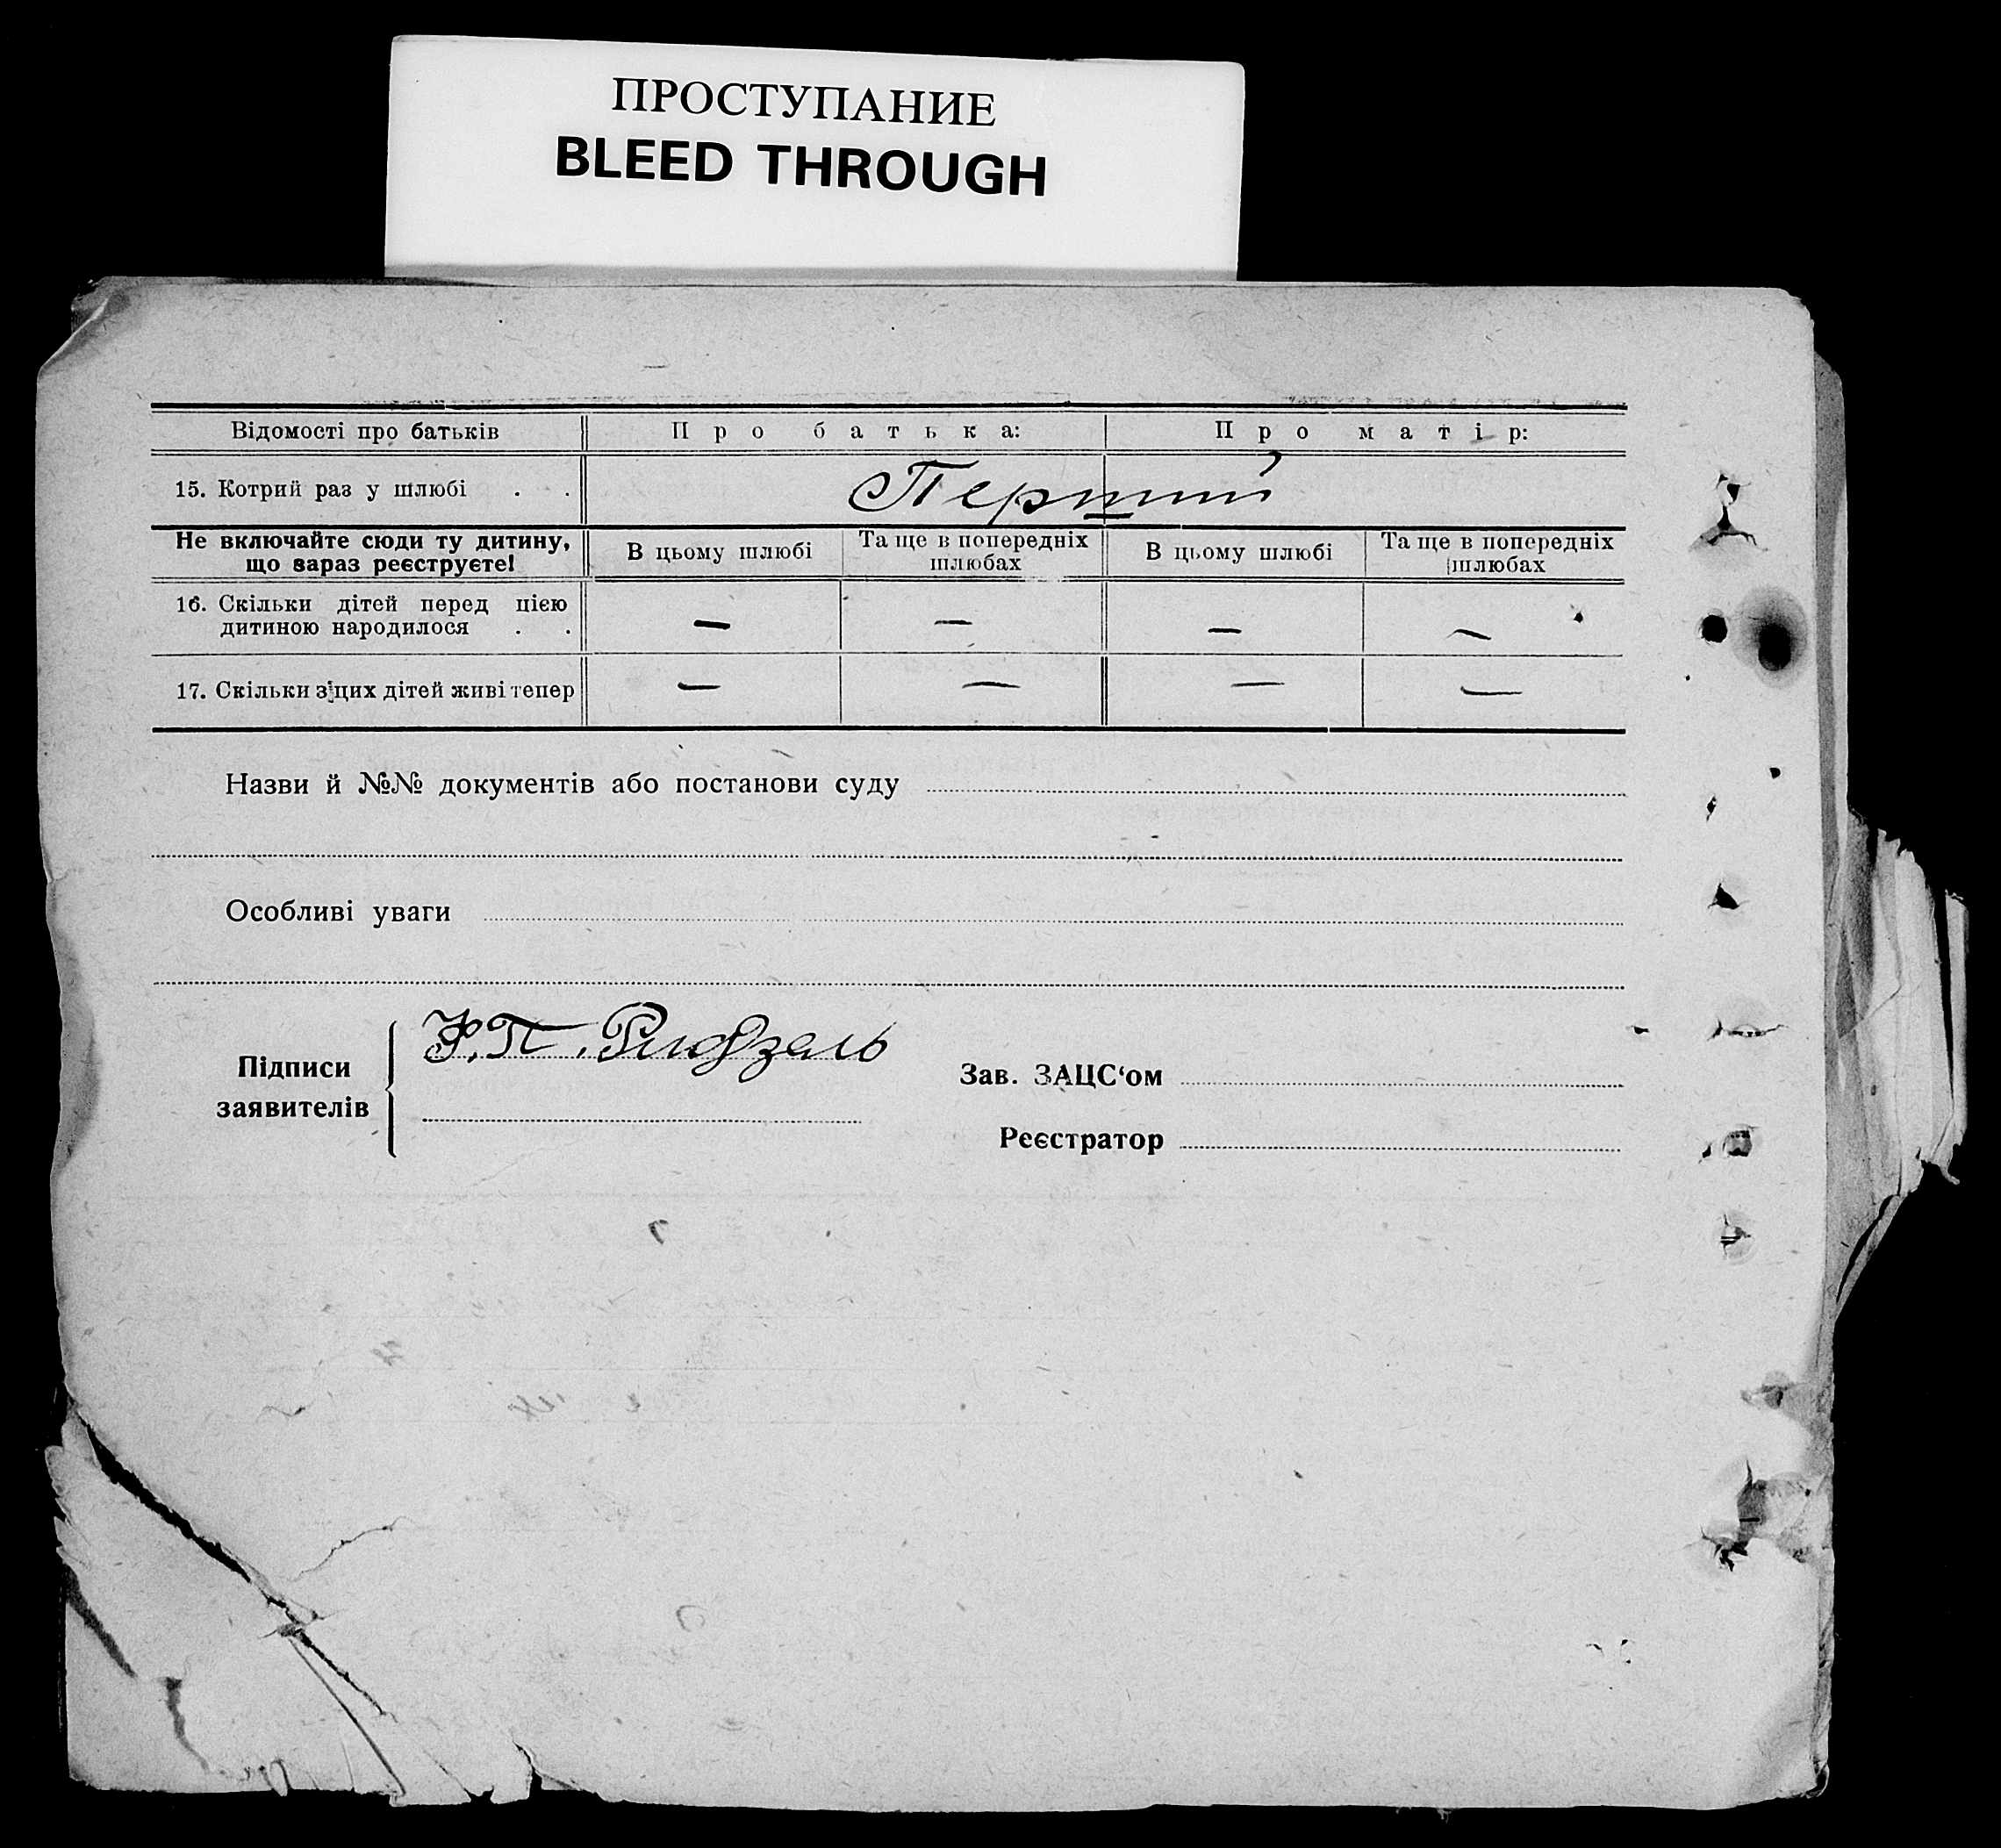 ПРОСТУПАНИЕ
BLEED THROUGH
Відомості про батьків Про батька: Про матір:
15. Котрий раз у шлюбі . . Перший
Не включайте сюди ту дитину, що зараз реєструєте! В цьому шлюбі Та ще в попередніх шлюбах В цьому шлюбі Та ще в попередніх шлюбах
16. Скільки дітей перед цією дитиною народилося . . — — — —
17. Скільки з цих дітей живі тепер — — — —
Назви й №№ документів або постанови суду
Особливі уваги
Підписи заявителів
Зав. ЗАЦС‘ом
Реєстратор